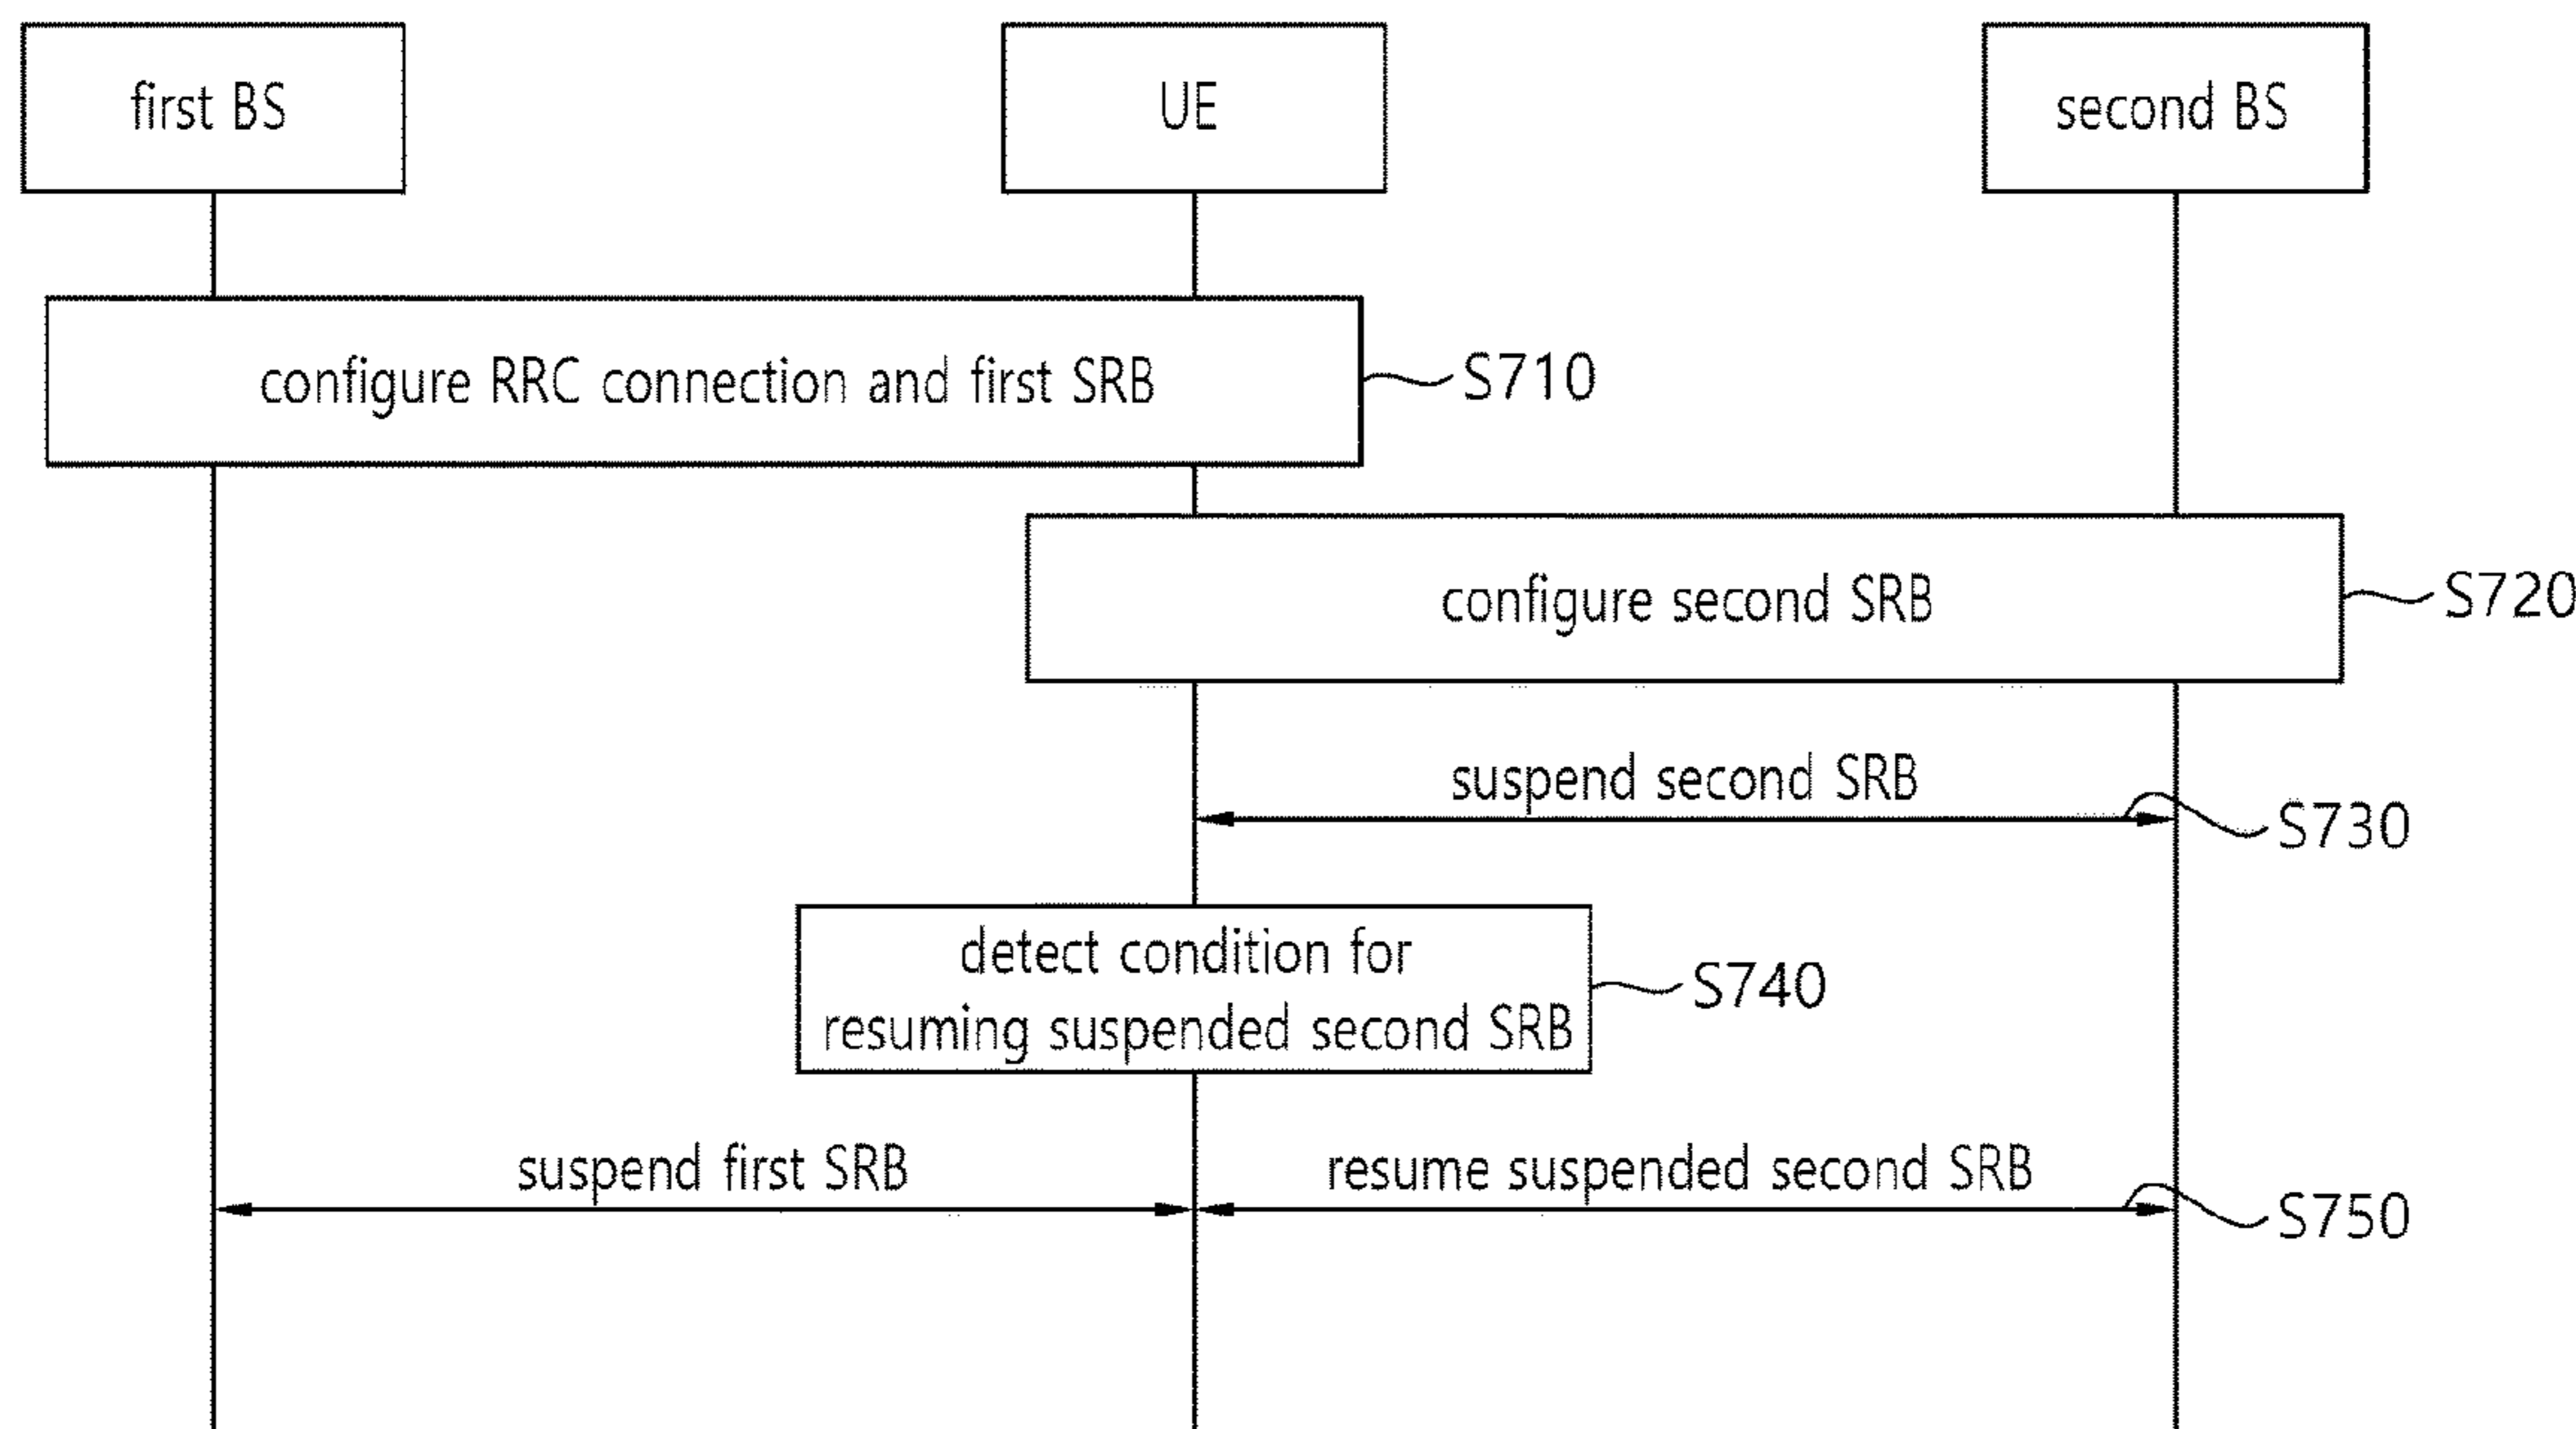 first BS
UE
second BS
configure RRC connection and first SRB
S710
configure second SRB
S720
suspend second SRB
S730
detect condition for
resuming suspended second SRB
S740
suspend first SRB
resume suspended second SRB
S750